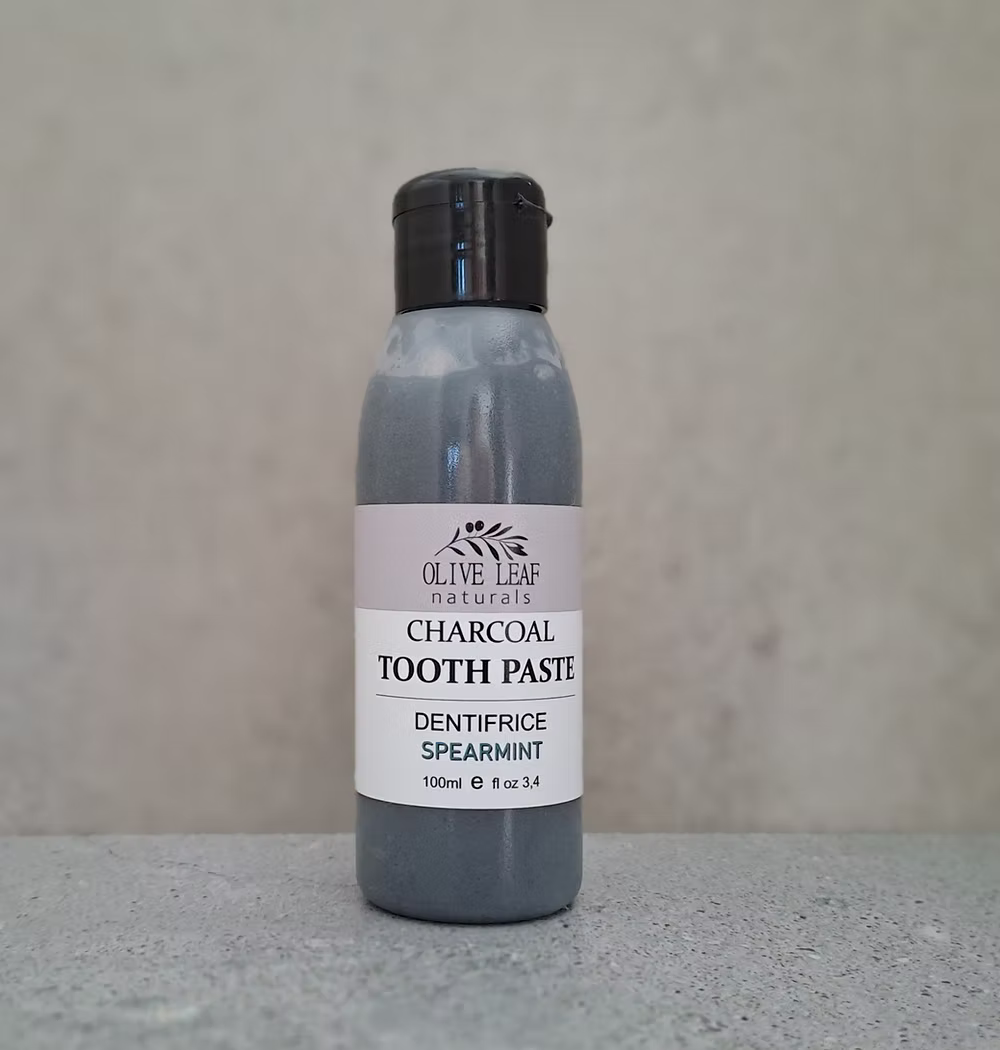 OLIVE LEAF
naturals
CHARCOAL
TOOTH PASTE
DENTIFRICE
SPEARMINT
100ml e fl oz 3,4